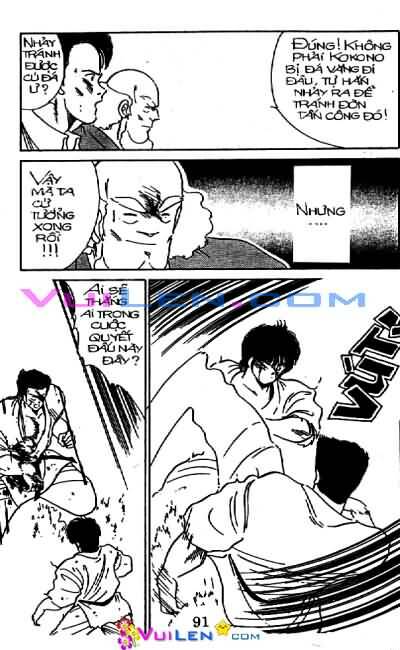 NHẢY
TRÁNH
ĐƯỢC
CÚ ĐÁ
Ư?
ĐÚNG! KHÔNG
PHẢI KOKONO
BỊ ĐÁ VĂNG ĐI
ĐÂU, TỰ HẮN
NHẢY RA ĐỂ
TRÁNH ĐÒN
TẤN CÔNG ĐÓ!
VẬY
MÀ TA
CỨ
TƯỞNG
XONG
RỒI
!!!
NHƯNG
....
AI SẼ
THẮNG
AI TRONG
CUỘC
QUYẾT
ĐẤU NÀY
ĐÂY?
VÚT!
VUILEN.COM
91
VUILEN.COM